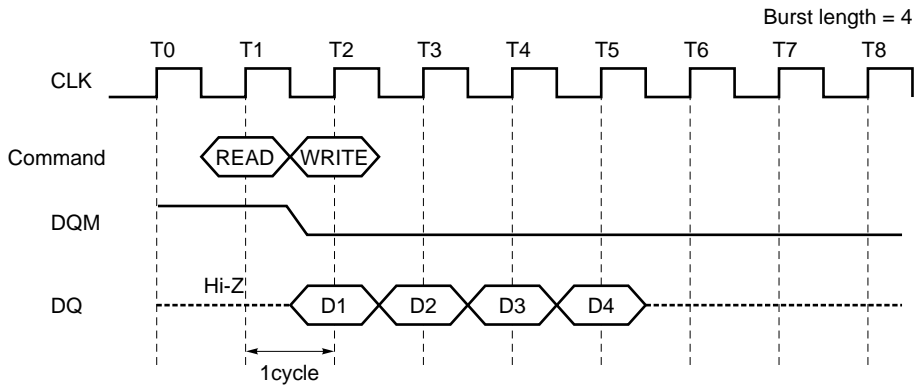 Burst length = 4
T0 T1 T2 T3 T4 T5 T6 T7 T8
CLK
Command READ WRITE
DQM
Hi-Z
DQ D1 D2 D3 D4
1cycle